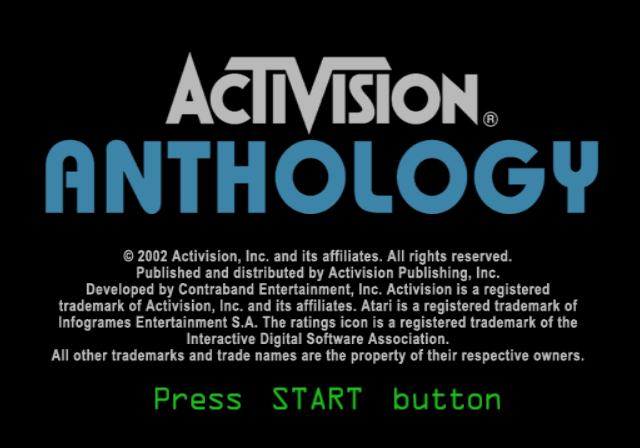 ACTIVISION®
ANTHOLOGY
© 2002 Activision, Inc. and its affiliates. All rights reserved.
Published and distributed by Activision Publishing, Inc.
Developed by Contraband Entertainment, Inc. Activision is a registered
trademark of Activision, Inc. and its affiliates. Atari is a registered trademark of
Infogrames Entertainment S.A. The ratings icon is a registered trademark of the
Interactive Digital Software Association.
All other trademarks and trade names are the property of their respective owners.
Press START button